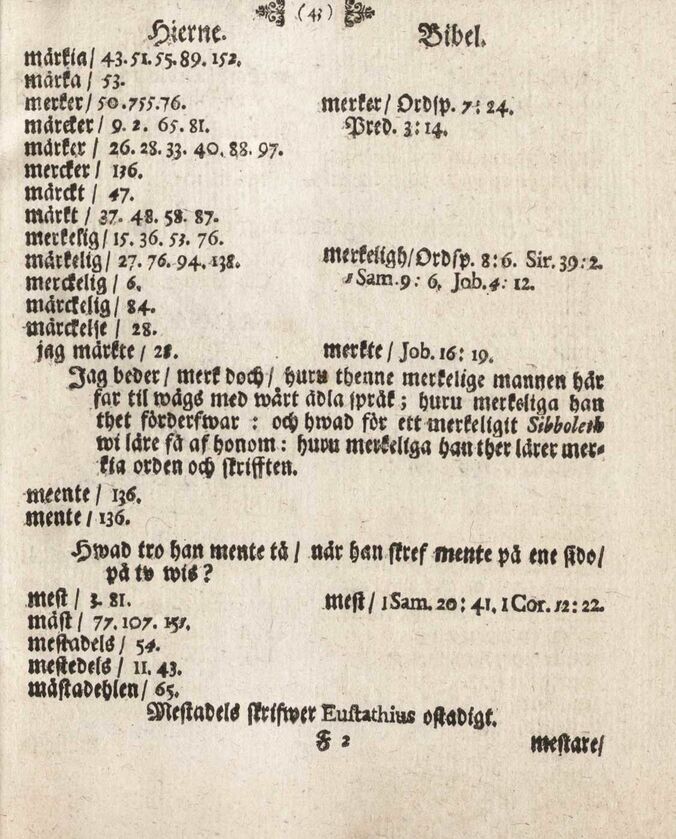 (43)
Hierne. Bibel.
märkia/ 43.51.55.89.152.
märka / 53.
merker/ 50.755.76. merker/ Ordsp. 7:24.
märcker/ 9. 2. 65. 81. Pred. 3:14.
märker / 26. 28. 33. 40. 88. 97.
mercker / 136.
märckt / 47.
märkt / 37. 48. 58. 87.
merkelig/ 15. 36. 53. 76.
märkelig / 27. 76. 94. 138. merkeligh/Ordsp. 8:6. Sir. 39:2.
merckelig / 6. 1 Sam. 9: 6. Job. 4: 12.
märckelig / 84.
märckelse / 28.
jag märkte / 28. merkte/ Job. 16: 19.
Jag beder/ merk doch/ huru thenne merkelige mannen här
far til wägs med wårt ädla språk; huru merkeliga han
thet förderfwar : och hwad för ett merkeligit Sibboleth
wi läre få af honom: huru merkeliga han ther lärer mer-
kia orden och skrifften.
meente / 136.
mente / 136.
Hwad tro han mente tå / når han skref mente på ene sido/
på tv wis?
mest / 3. 81. mest/ 1 Sam. 20: 41. 1 Cor. 12: 22.
mäst / 77. 107. 151.
mestadels / 54.
mestedels / 11. 43.
mästadehlen/ 65.
Mestadels skrifwer Eustathius ostadigt.
F 2 mestare/